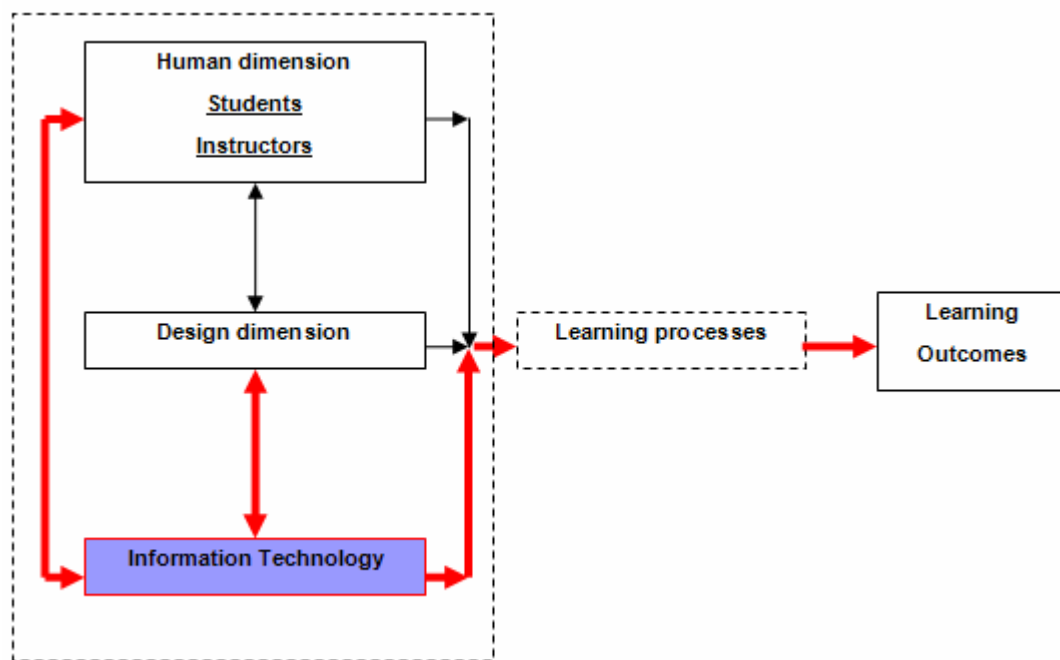 Human dimension
Students
Instructors
Design dimension
Learning processes
Learning
Outcomes
Information Technology